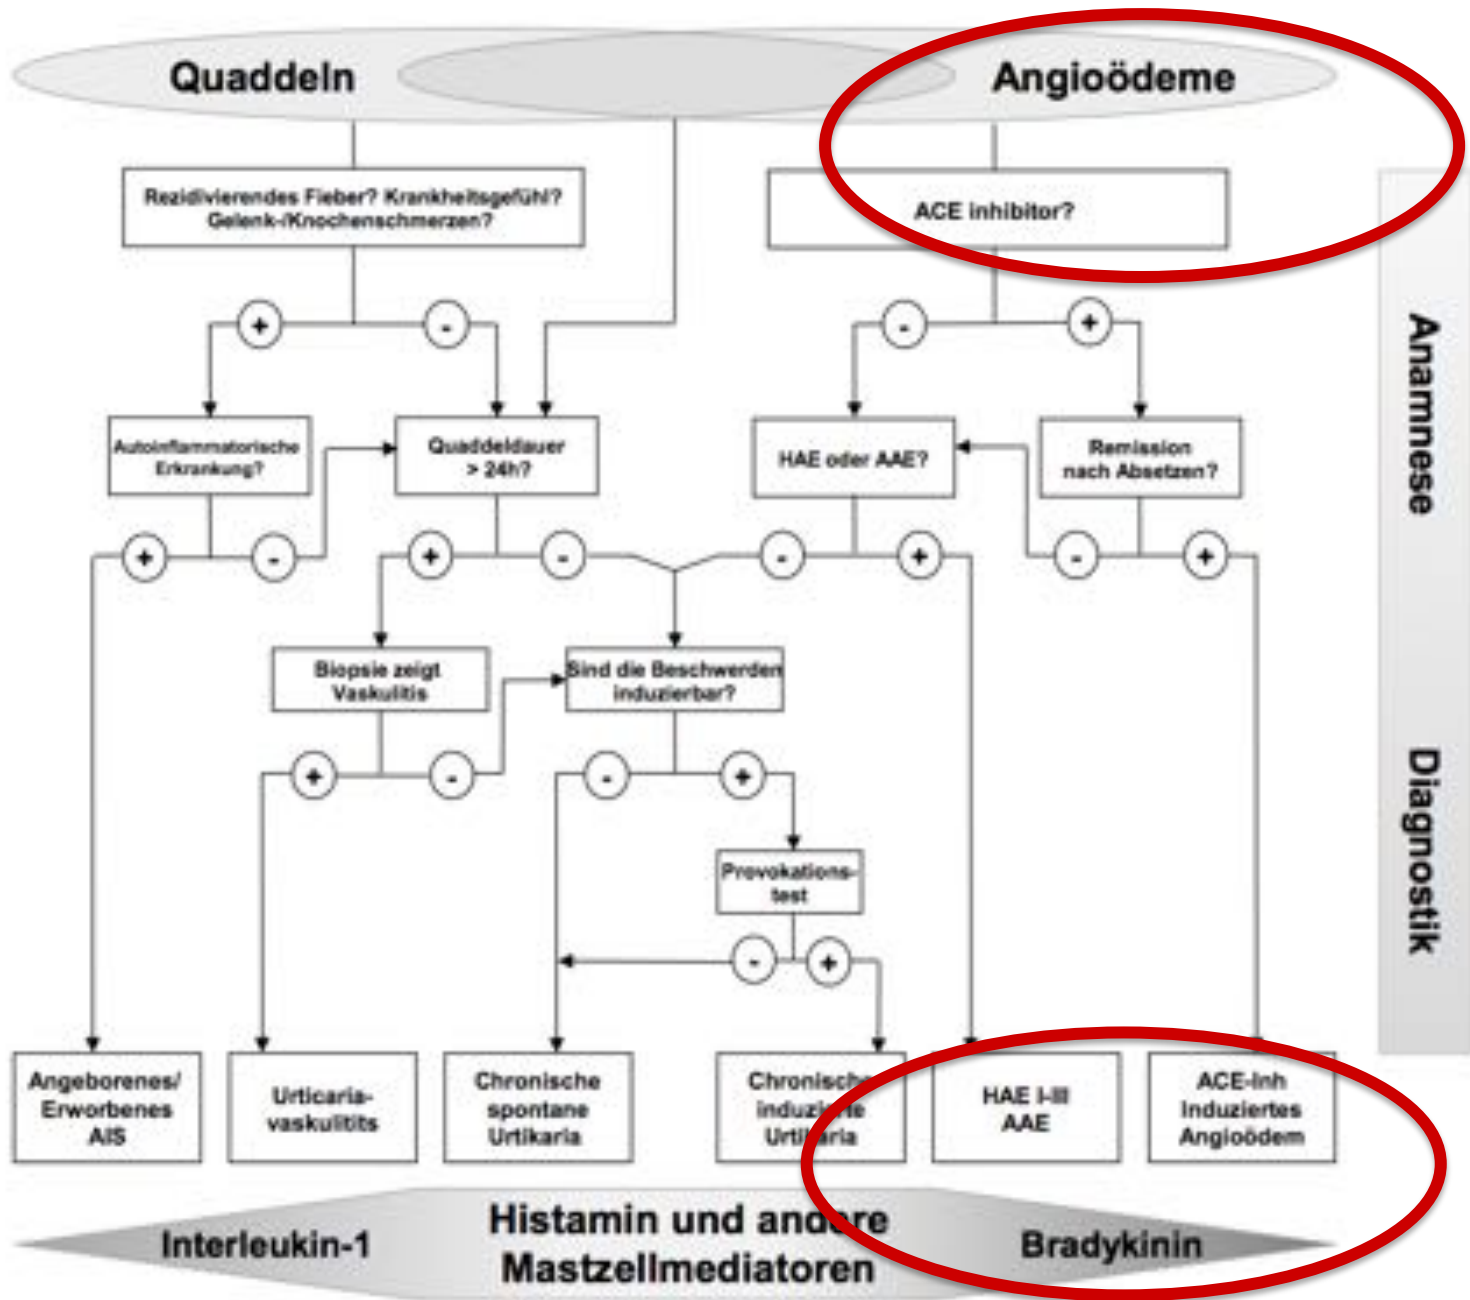 Quaddeln
Angioödeme
Rezidivierendes Fieber? Krankheitsgefühl?
Gelenk-/Knochenschmerzen?
ACE inhibitor?
+
-
-
+
Autoinflammatorische
Erkrankung?
Quaddeldauer
> 24h?
HAE oder AAE?
Remission
nach Absetzen?
Anamnese
+
-
+
-
-
+
-
+
Biopsie zeigt
Vaskulitis
Sind die Beschwerden
induzierbar?
+
-
-
+
Provokations-
test
-
+
Diagnostik
Angeborenes/
Erworbenes
AIS
Urticaria-
vaskulitits
Chronische
spontane
Urtikaria
Chronische
induzierte
Urtikaria
HAE I-III
AAE
ACE-Inh
Induziertes
Angioödem
Interleukin-1
Histamin und andere
Mastzellmediatoren
Bradykinin